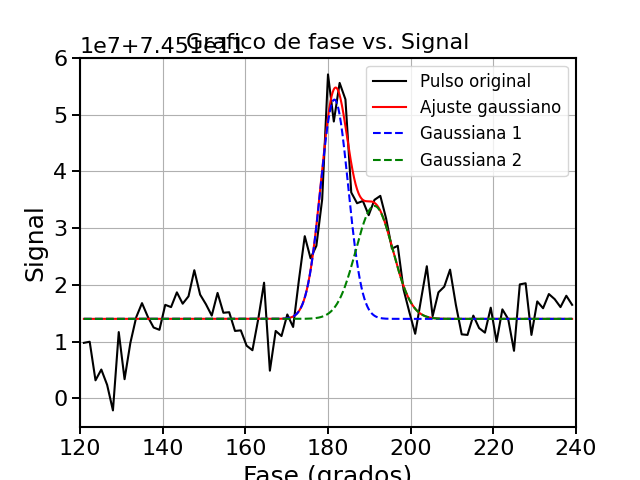 1e7+7.451e11
Grafico de fase vs. Signal
Pulso original
Ajuste gaussiano
Gaussiana 1
Gaussiana 2
6
5
4
3
2
1
0
Signal
120 140 160 180 200 220 240
Fase (grados)